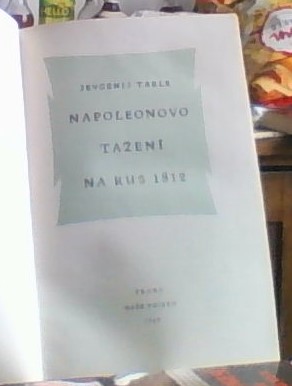 JEVGENIJ TARLE
NAPOLEONOVO
TAŽENÍ
NA RUS 1812
PRAHA
NAŠE VOJSKO